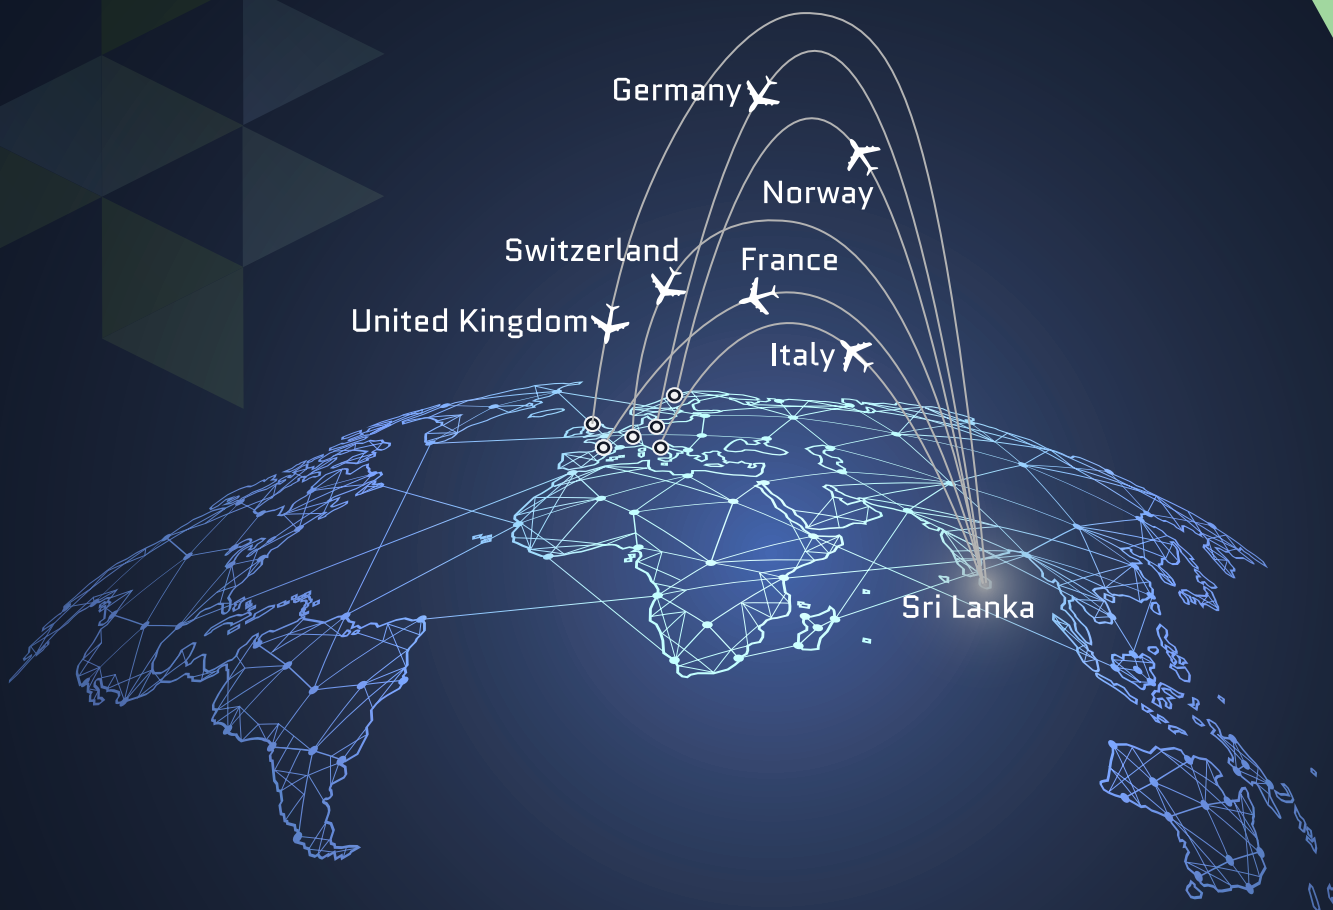 Germany
Norway
Switzerland
France
United Kingdom
Italy
Sri Lanka